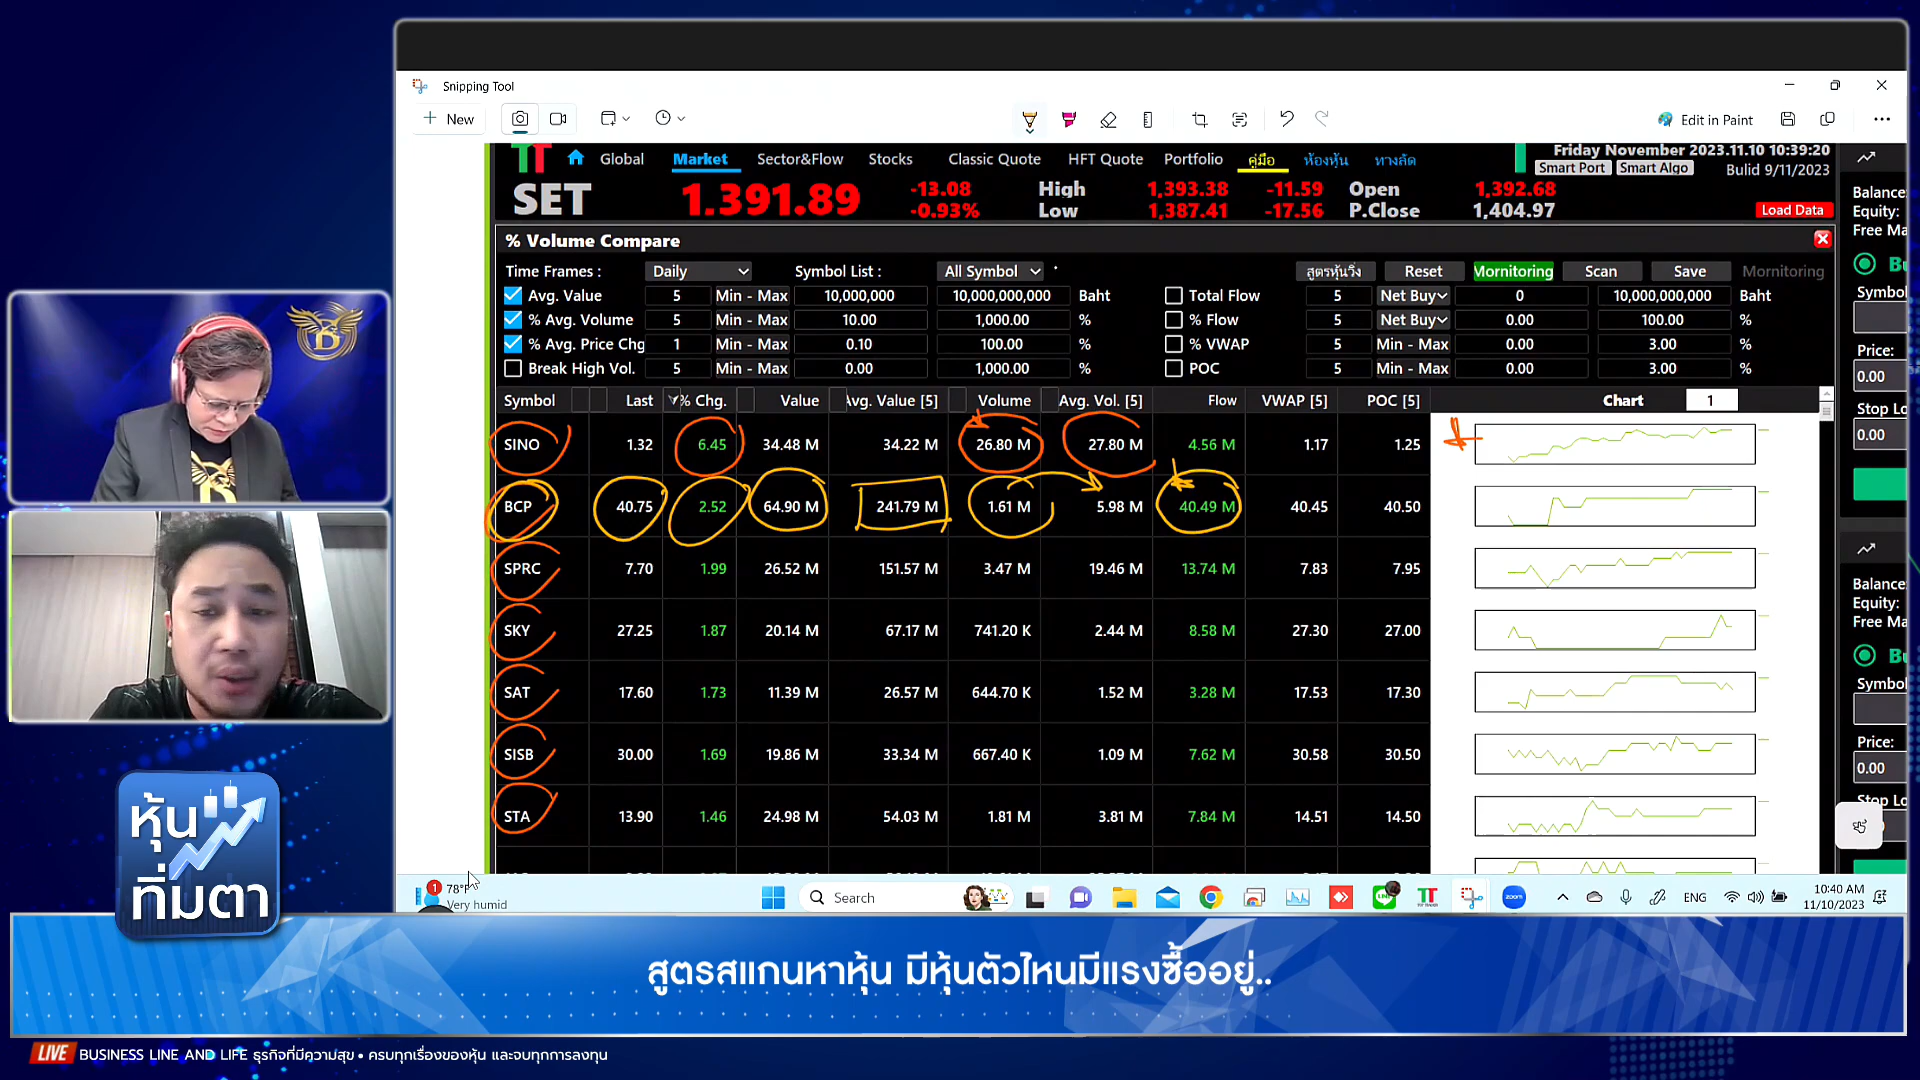 Snipping Tool
New
Edit in Paint
TT Global Market Sector&Flow Stocks Classic Quote HFT Quote Portfolio คู่มือ ห้องหุ้น ทางลัด
Friday November 2023.11.10 10:39:20
Smart Port Smart Algo Bulid 9/11/2023
SET 1.391.89 -13.08 High 1,393.38 -11.59 Open 1,392.68
-0.93% Low 1,387.41 -17.56 P.Close 1,404.97 Load Data
% Volume Compare
Time Frames : Daily Symbol List : All Symbol สูตรหุ้นวิ่ง Reset Mornitoring Scan Save Mornitoring
Avg. Value 5 Min - Max 10,000,000 10,000,000,000 Baht Total Flow 5 Net Buy 0 10,000,000,000 Baht
% Avg. Volume 5 Min - Max 10.00 1,000.00 % % Flow 5 Net Buy 0.00 100.00 %
% Avg. Price Chg 1 Min - Max 0.10 100.00 % % VWAP 5 Min - Max 0.00 3.00 %
Break High Vol. 5 Min - Max 0.00 1,000.00 % POC 5 Min - Max 0.00 3.00 %
Symbol Last % Chg. Value Avg. Value [5] Volume Avg. Vol. [5] Flow VWAP [5] POC [5] Chart 1
SINO 1.32 6.45 34.48 M 34.22 M 26.80 M 27.80 M 4.56 M 1.17 1.25
BCP 40.75 2.52 64.90 M 241.79 M 1.61 M 5.98 M 40.49 M 40.45 40.50
SPRC 7.70 1.99 26.52 M 151.57 M 3.47 M 19.46 M 13.74 M 7.83 7.95
SKY 27.25 1.87 20.14 M 67.17 M 741.20 K 2.44 M 8.58 M 27.30 27.00
SAT 17.60 1.73 11.39 M 26.57 M 644.70 K 1.52 M 3.28 M 17.53 17.30
SISB 30.00 1.69 19.86 M 33.34 M 667.40 K 1.09 M 7.62 M 30.58 30.50
STA 13.90 1.46 24.98 M 54.03 M 1.81 M 3.81 M 7.84 M 14.51 14.50
Balance:
Equity:
Free Ma
Bu
Symbol
Price:
0.00
Stop Lo
0.00
Balance:
Equity:
Free Ma
Bu
Symbol
Price:
0.00
Stop Lo
1
78°F
Very humid
Search
zoom
ENG
10:40 AM
11/10/2023
หุ้น
ทิ่มตา
สูตรสแกนหาหุ้น มีหุ้นตัวไหนมีแรงซื้ออยู่..
LIVE BUSINESS LINE AND LIFE ธุรกิจที่มีความสุข • ครบทุกเรื่องของหุ้น และจบทุกการลงทุน